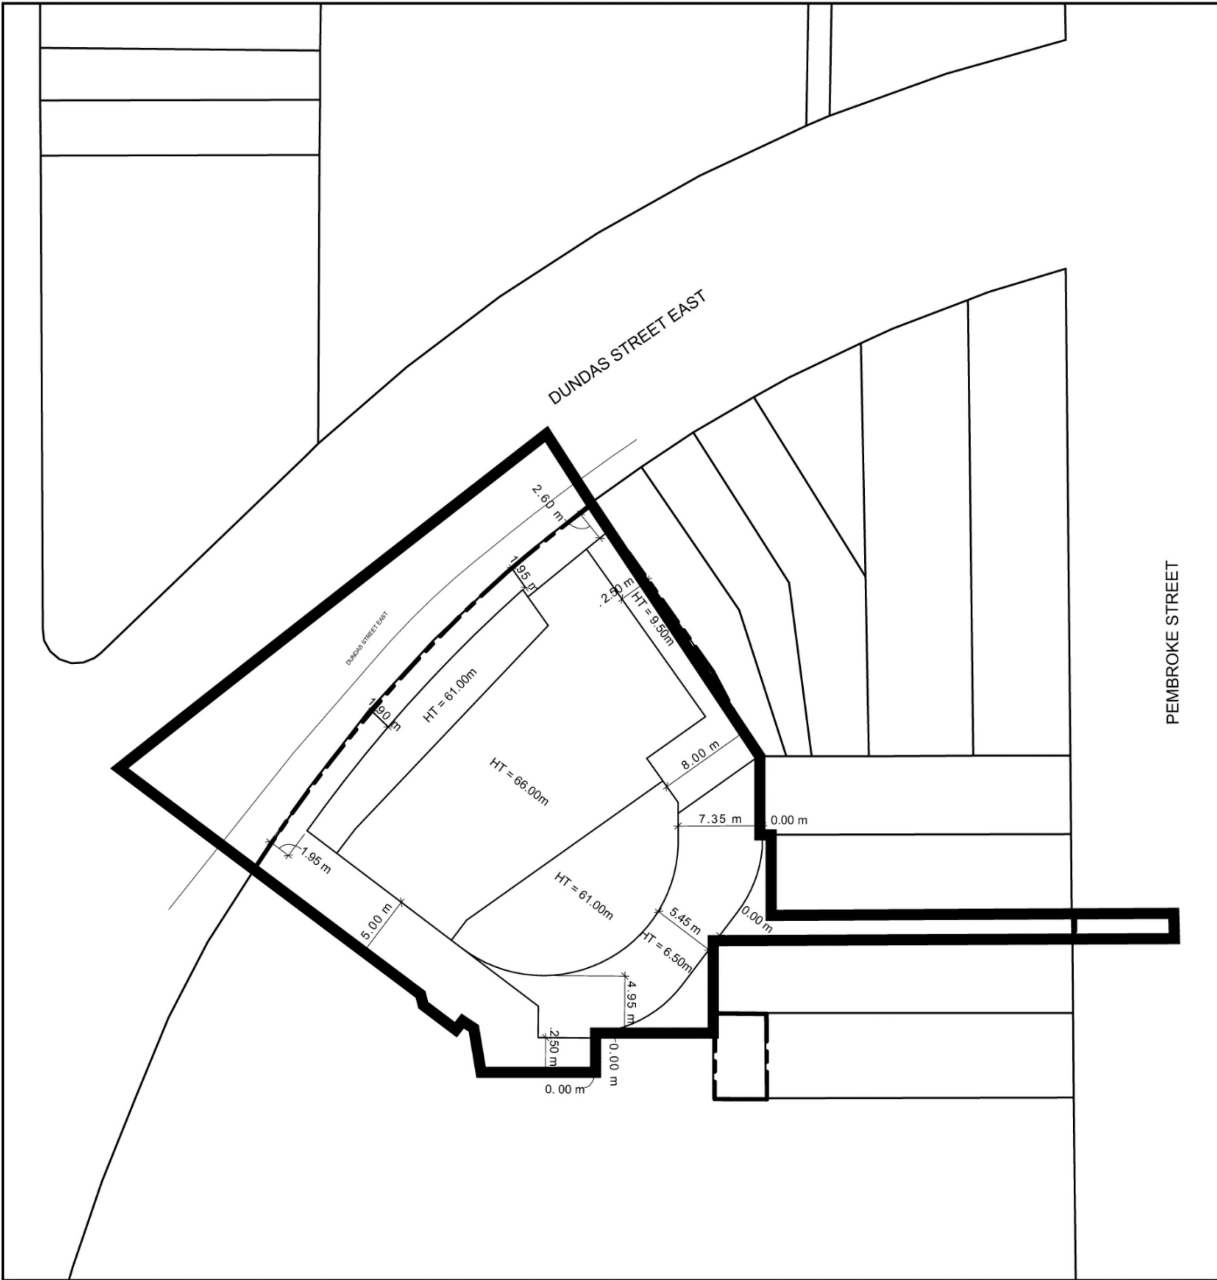 DUNDAS STREET EAST
2.60 m
1.95 m
2.50 m
HT = 9.50m
PEMBROKE STREET
DUNDAS STREET EAST
HT = 61.00m
1.90 m
8.00 m
HT = 66.00m
7.35 m
0.00 m
1.95 m
HT = 61.00m
5.00 m
5.45 m
0.00 m
HT = 6.50m
4.95 m
2.50 m
0.00 m
0.00 m